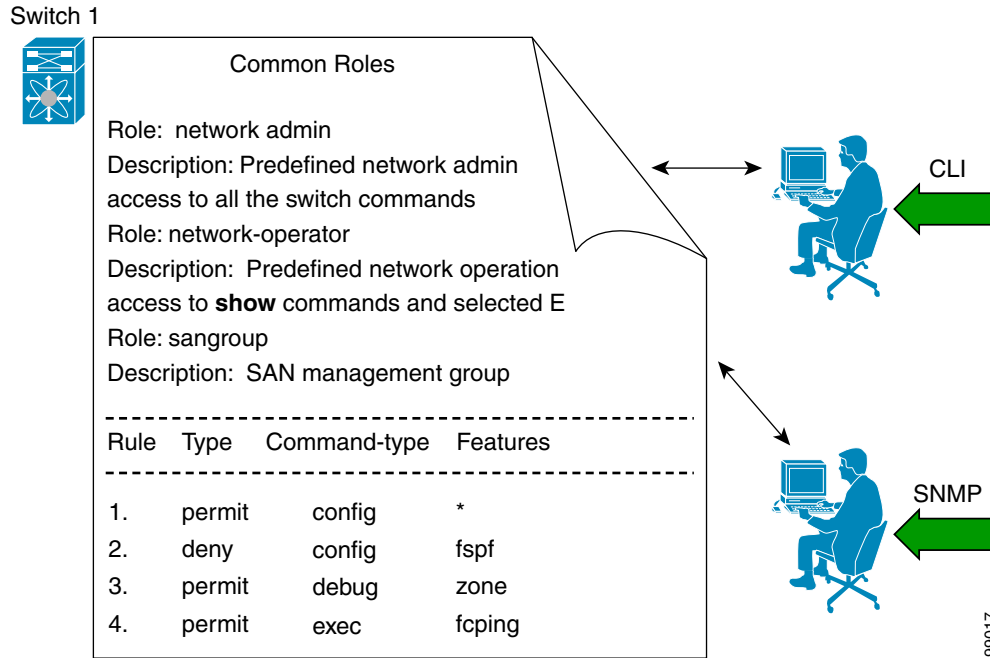 Switch 1
Common Roles
Role: network admin
Description: Predefined network admin
access to all the switch commands
Role: network-operator
Description: Predefined network operation
access to show commands and selected E
Role: sangroup
Description: SAN management group
Rule Type Command-type Features
1. permit config *
2. deny config fspf
3. permit debug zone
4. permit exec fcping
CLI
SNMP